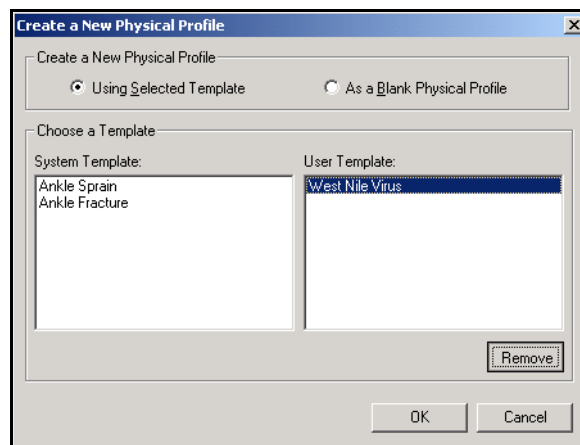 Create a New Physical Profile
Create a New Physical Profile
Using Selected Template
As a Blank Physical Profile
Choose a Template
System Template:
User Template:
Ankle Sprain
Ankle Fracture
West Nile Virus
Remove
OK
Cancel